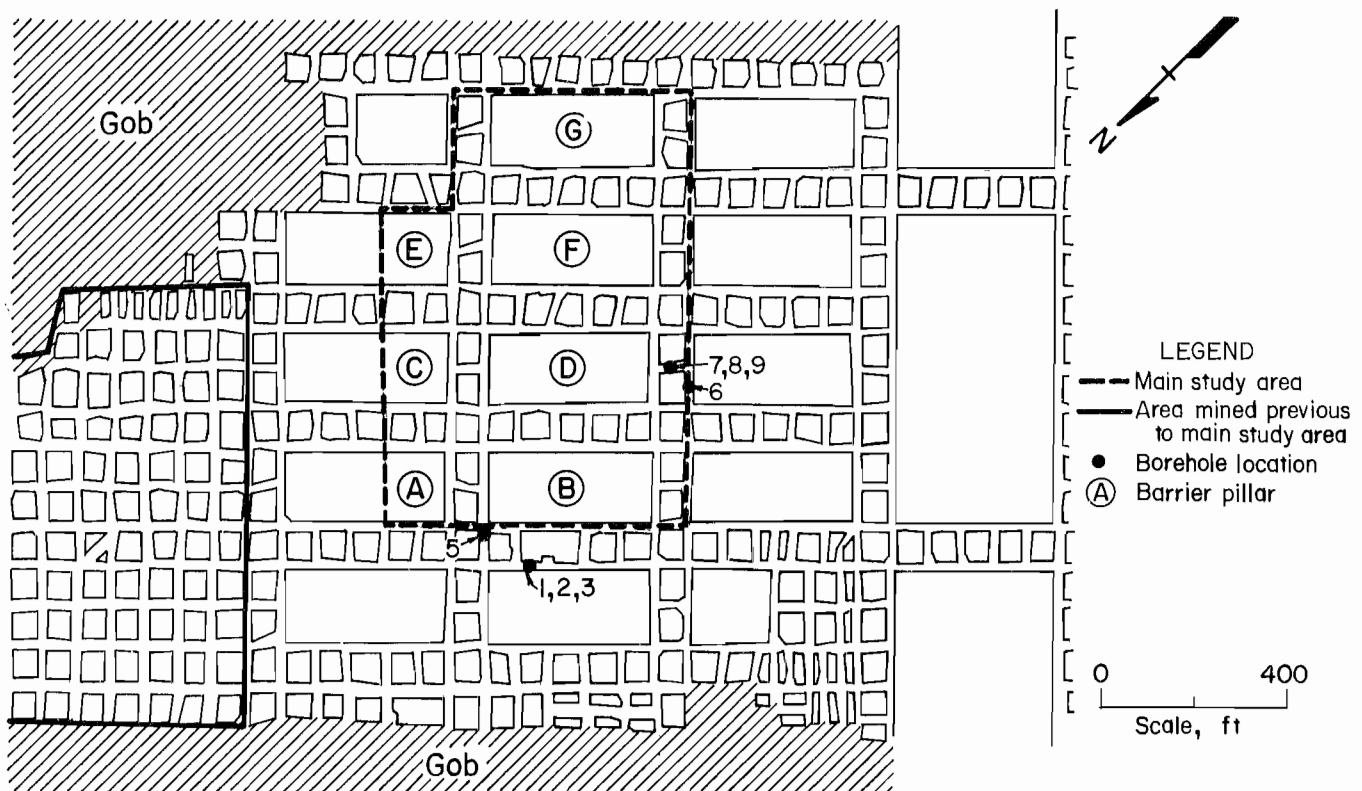 Gob
N
G
E
F
C
D
7,8,9
6
A
B
5
1,2,3
Gob
LEGEND
Main study area
Area mined previous
to main study area
Borehole location
A Barrier pillar
0 400
Scale, ft